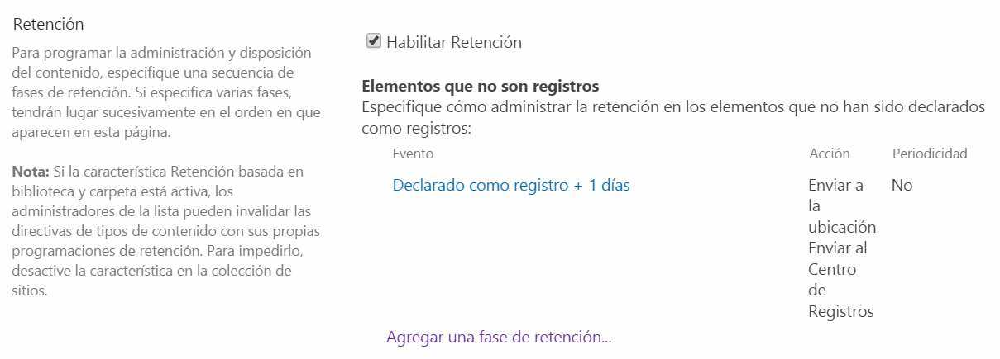 Retención
Para programar la administración y disposición
del contenido, especifique una secuencia de
fases de retención. Si especifica varias fases,
tendrán lugar sucesivamente en el orden en que
aparecen en esta página.
Nota: Si la característica Retención basada en
biblioteca y carpeta está activa, los
administradores de la lista pueden invalidar las
directivas de tipos de contenido con sus propias
programaciones de retención. Para impedirlo,
desactive la característica en la colección de
sitios.
Habilitar Retención
Elementos que no son registros
Especifique cómo administrar la retención en los elementos que no han sido declarados
como registros:
Evento Acción Periodicidad
Declarado como registro + 1 días Enviar a No
la
ubicación
Enviar al
Centro
de
Registros
Agregar una fase de retención...